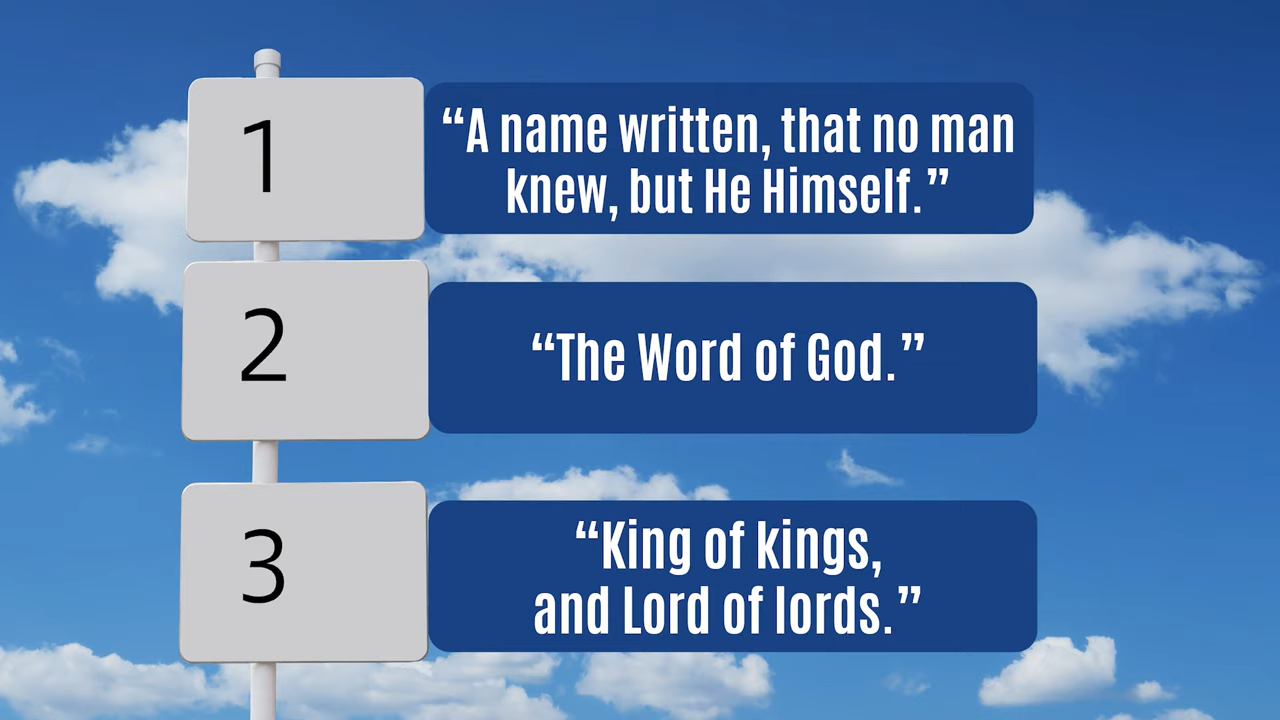 1
“A name written, that no man
knew, but He Himself.”
2
“The Word of God.”
3
“King of kings,
and Lord of lords.”